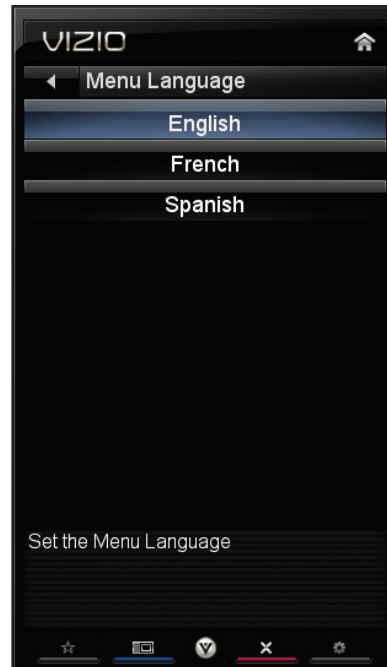 VIZIO
Menu Language
English
French
Spanish
Set the Menu Language